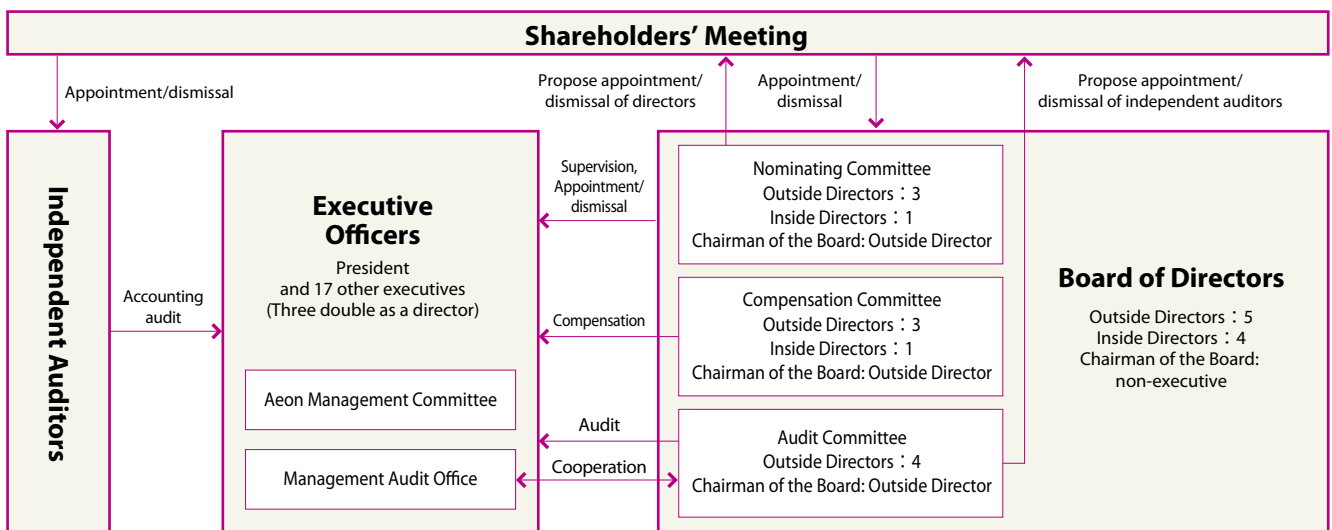 Shareholders’ Meeting
Appointment/dismissal
Propose appointment/
dismissal of directors
Appointment/
dismissal
Propose appointment/
dismissal of independent auditors
Independent Auditors
Accounting
audit
Executive
Officers
President
and 17 other executives
(Three double as a director)
Aeon Management Committee
Management Audit Office
Supervision,
Appointment/
dismissal
Compensation
Audit
Cooperation
Nominating Committee
Outside Directors：3
Inside Directors：1
Chairman of the Board: Outside Director
Compensation Committee
Outside Directors：3
Inside Directors：1
Chairman of the Board: Outside Director
Audit Committee
Outside Directors：4
Chairman of the Board: Outside Director
Board of Directors
Outside Directors：5
Inside Directors：4
Chairman of the Board:
non-executive